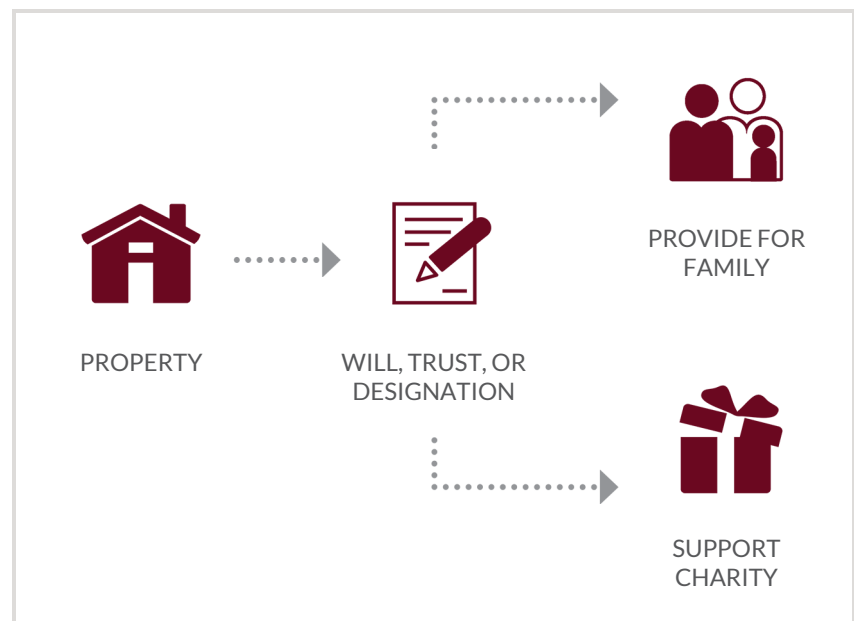 PROPERTY
WILL, TRUST, OR
DESIGNATION
PROVIDE FOR
FAMILY
SUPPORT
CHARITY